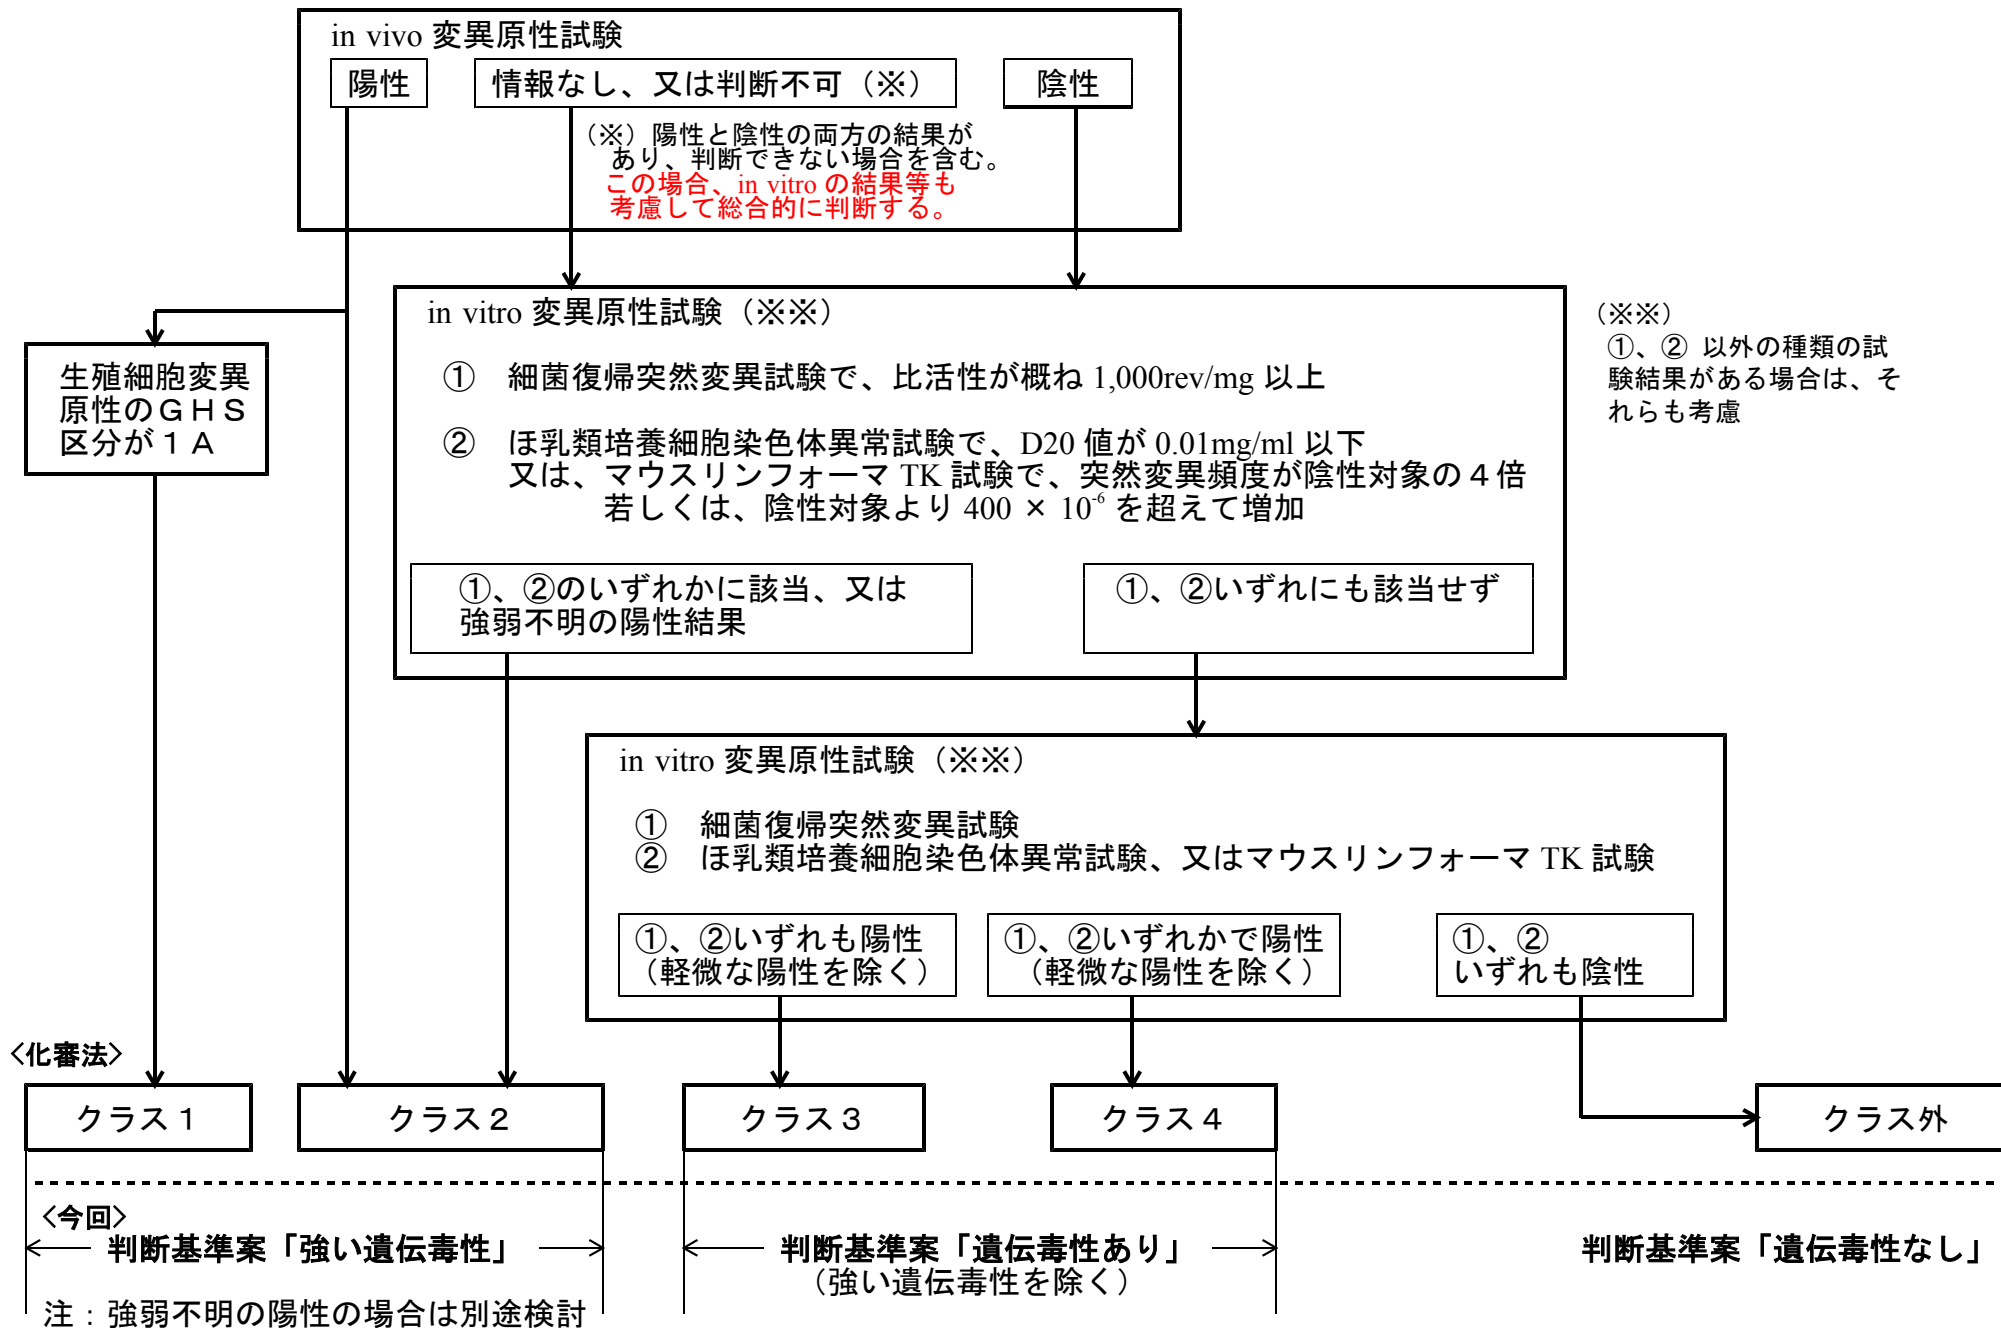 in vivo 変異原性試験
陽性
情報なし、又は判断不可（※）
陰性
（※）陽性と陰性の両方の結果が
あり、判断できない場合を含む。
この場合、in vitro の結果等も
考慮して総合的に判断する。
in vitro 変異原性試験（※※）
① 細菌復帰突然変異試験で、比活性が概ね 1,000rev/mg 以上
② ほ乳類培養細胞染色体異常試験で、D20 値が 0.01mg/ml 以下
又は、マウスリンフォーマ TK 試験で、突然変異頻度が陰性対象の４倍
若しくは、陰性対象より 400 × 10⁻⁶ を超えて増加
（※※）
①、② 以外の種類の試
験結果がある場合は、そ
れらも考慮
生殖細胞変異
原性のＧＨＳ
区分が１Ａ
①、②のいずれかに該当、又は
強弱不明の陽性結果
①、②いずれにも該当せず
in vitro 変異原性試験（※※）
① 細菌復帰突然変異試験
② ほ乳類培養細胞染色体異常試験、又はマウスリンフォーマ TK 試験
①、②いずれも陽性
（軽微な陽性を除く）
①、②いずれかで陽性
（軽微な陽性を除く）
①、②
いずれも陰性
〈化審法〉
クラス１
クラス２
クラス３
クラス４
クラス外
〈今回〉
判断基準案「強い遺伝毒性」
判断基準案「遺伝毒性あり」
（強い遺伝毒性を除く）
判断基準案「遺伝毒性なし」
注：強弱不明の陽性の場合は別途検討